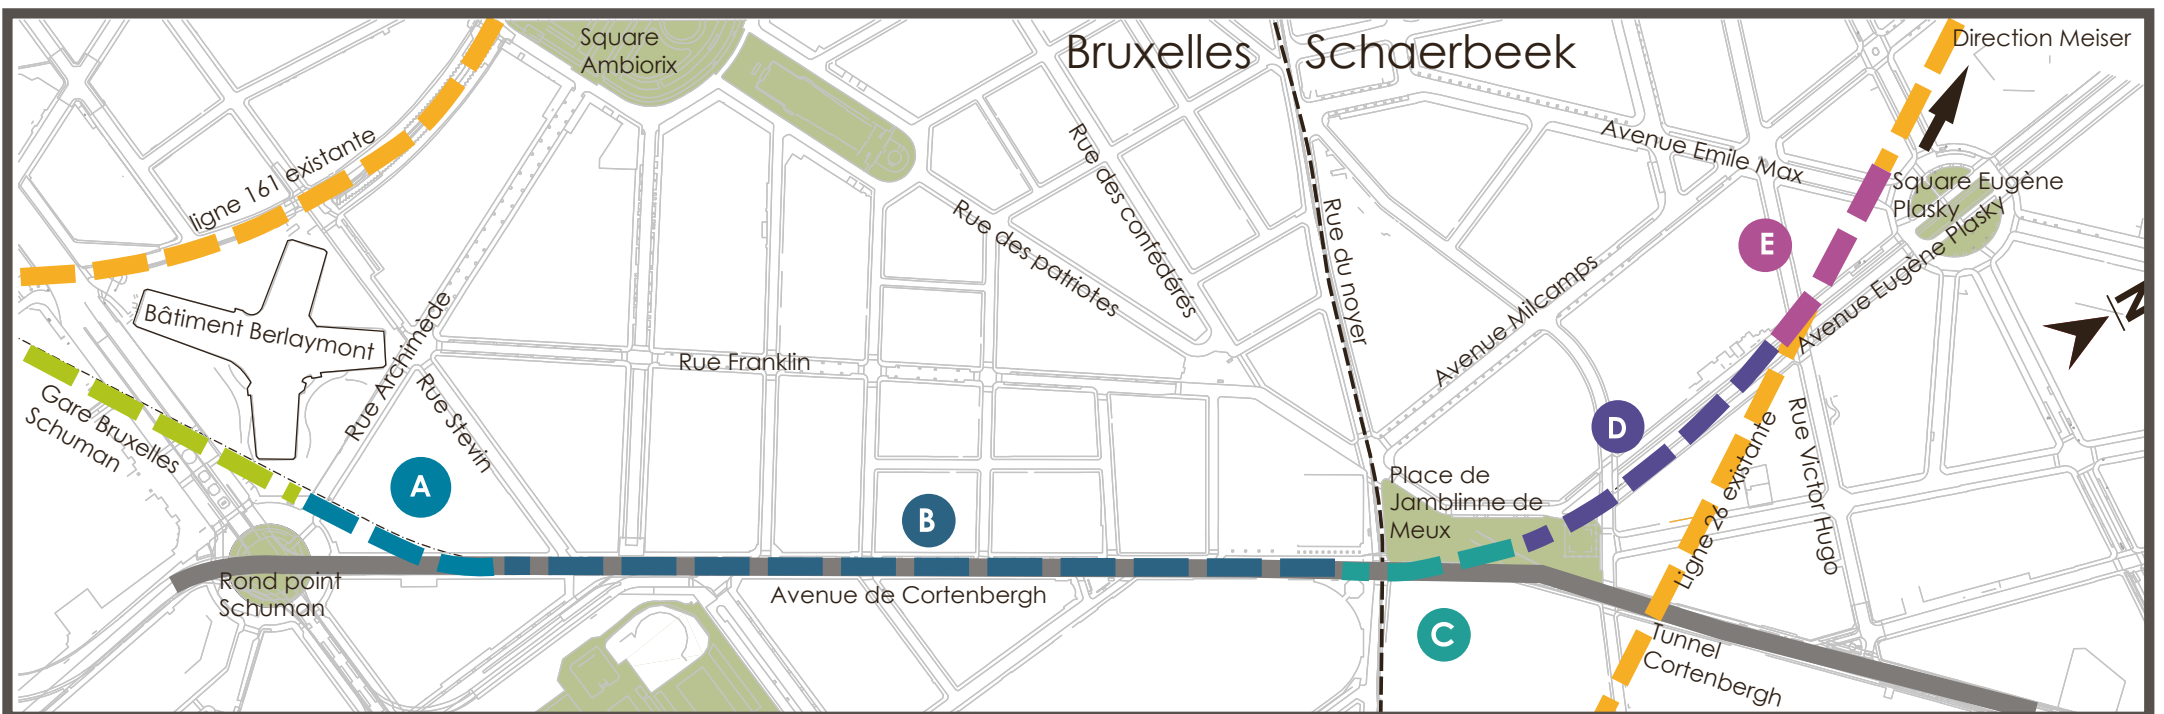 Bruxelles
Schaerbeek
Direction Meiser
Square
Ambiorix
ligne 161 existante
Rue des confédérés
Avenue Emile Max
Square Eugène
Plasky
Rue des patriotes
Rue du noyer
E
Avenue Eugène Plasky
N
Bâtiment Berlaymont
Rue Archimède
Rue Franklin
Avenue Milcamps
Gare Bruxelles
Schuman
Rue Stevin
D
Ligne 26 existante
Rue Victor Hugo
A
B
Place de
Jamblinne de
Meux
Rond point
Schuman
Avenue de Cortenbergh
C
Tunnel
Cortenbergh